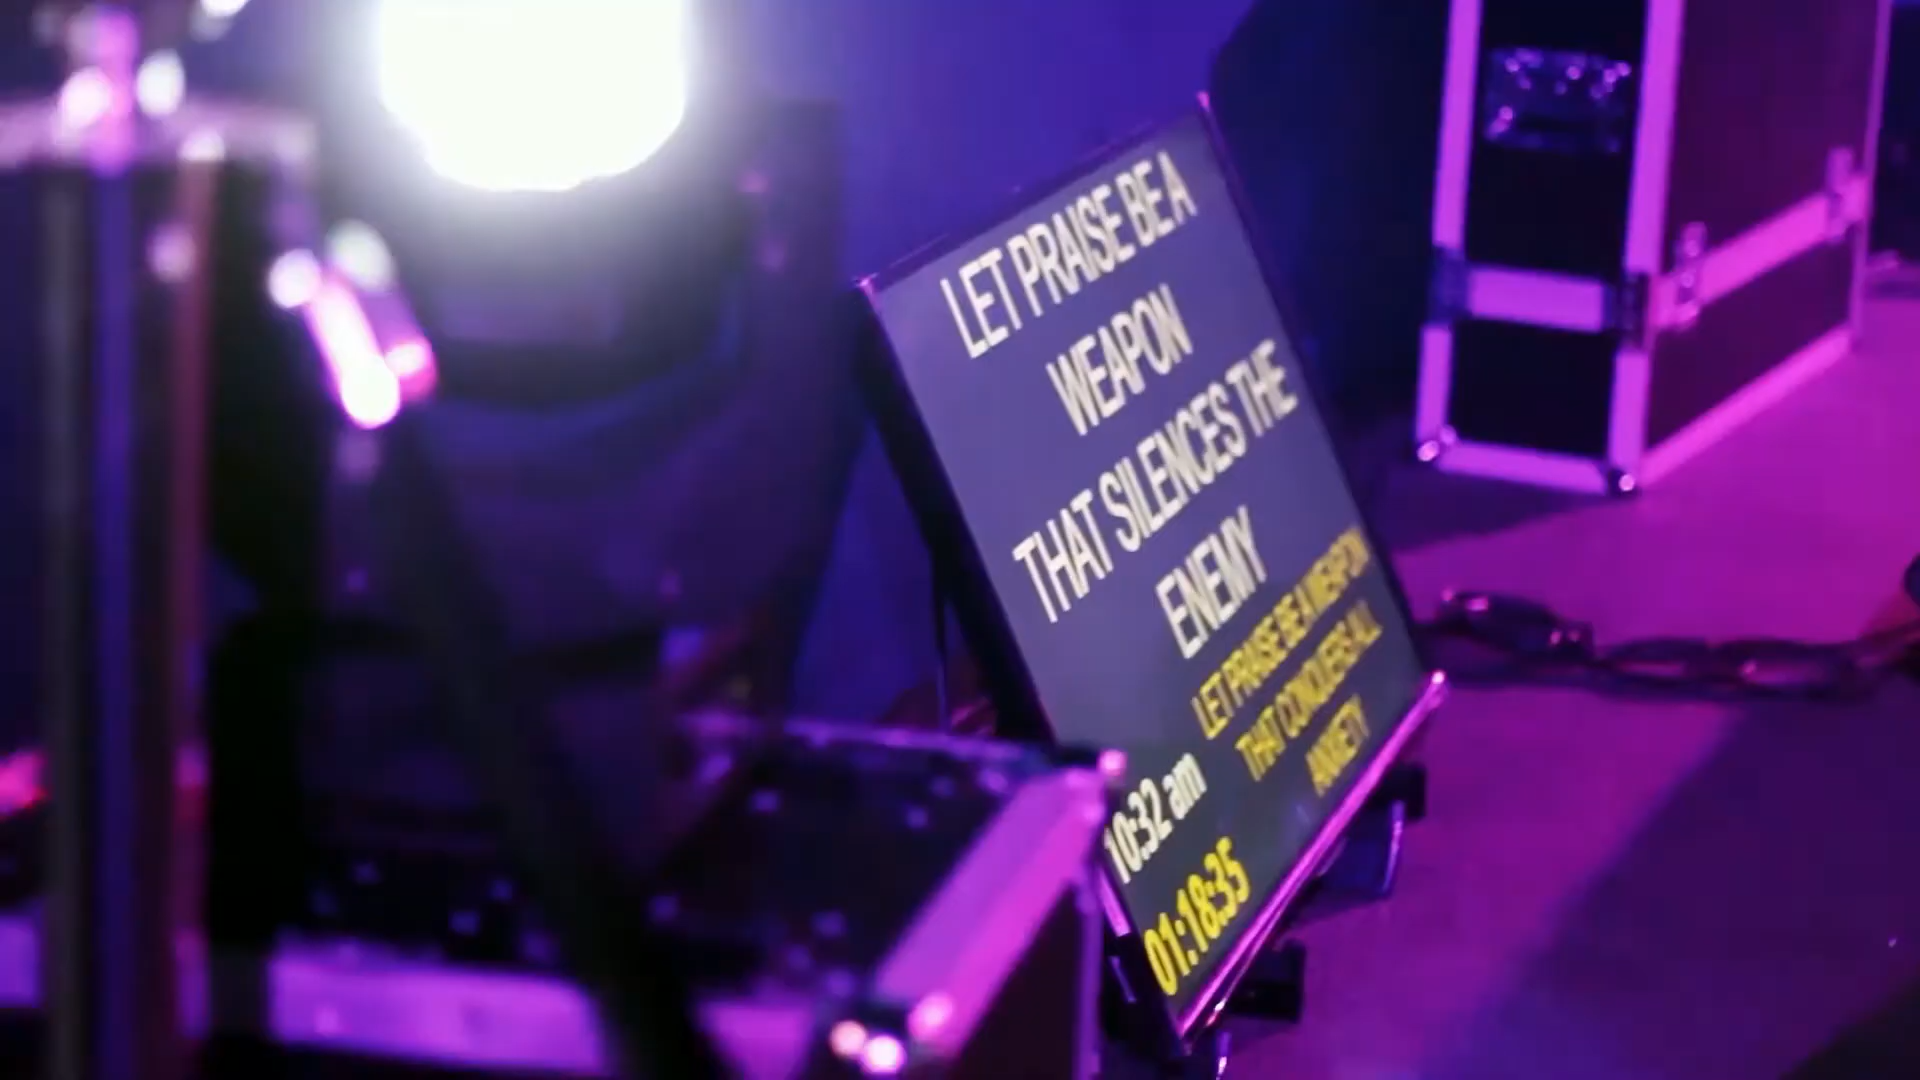 LET PRAISE BE A
WEAPON
THAT SILENCES THE
ENEMY
LET PRAISE BE A WEAPON
THAT CONQUERS ALL
ANXIETY
10:32 am
01:18:35